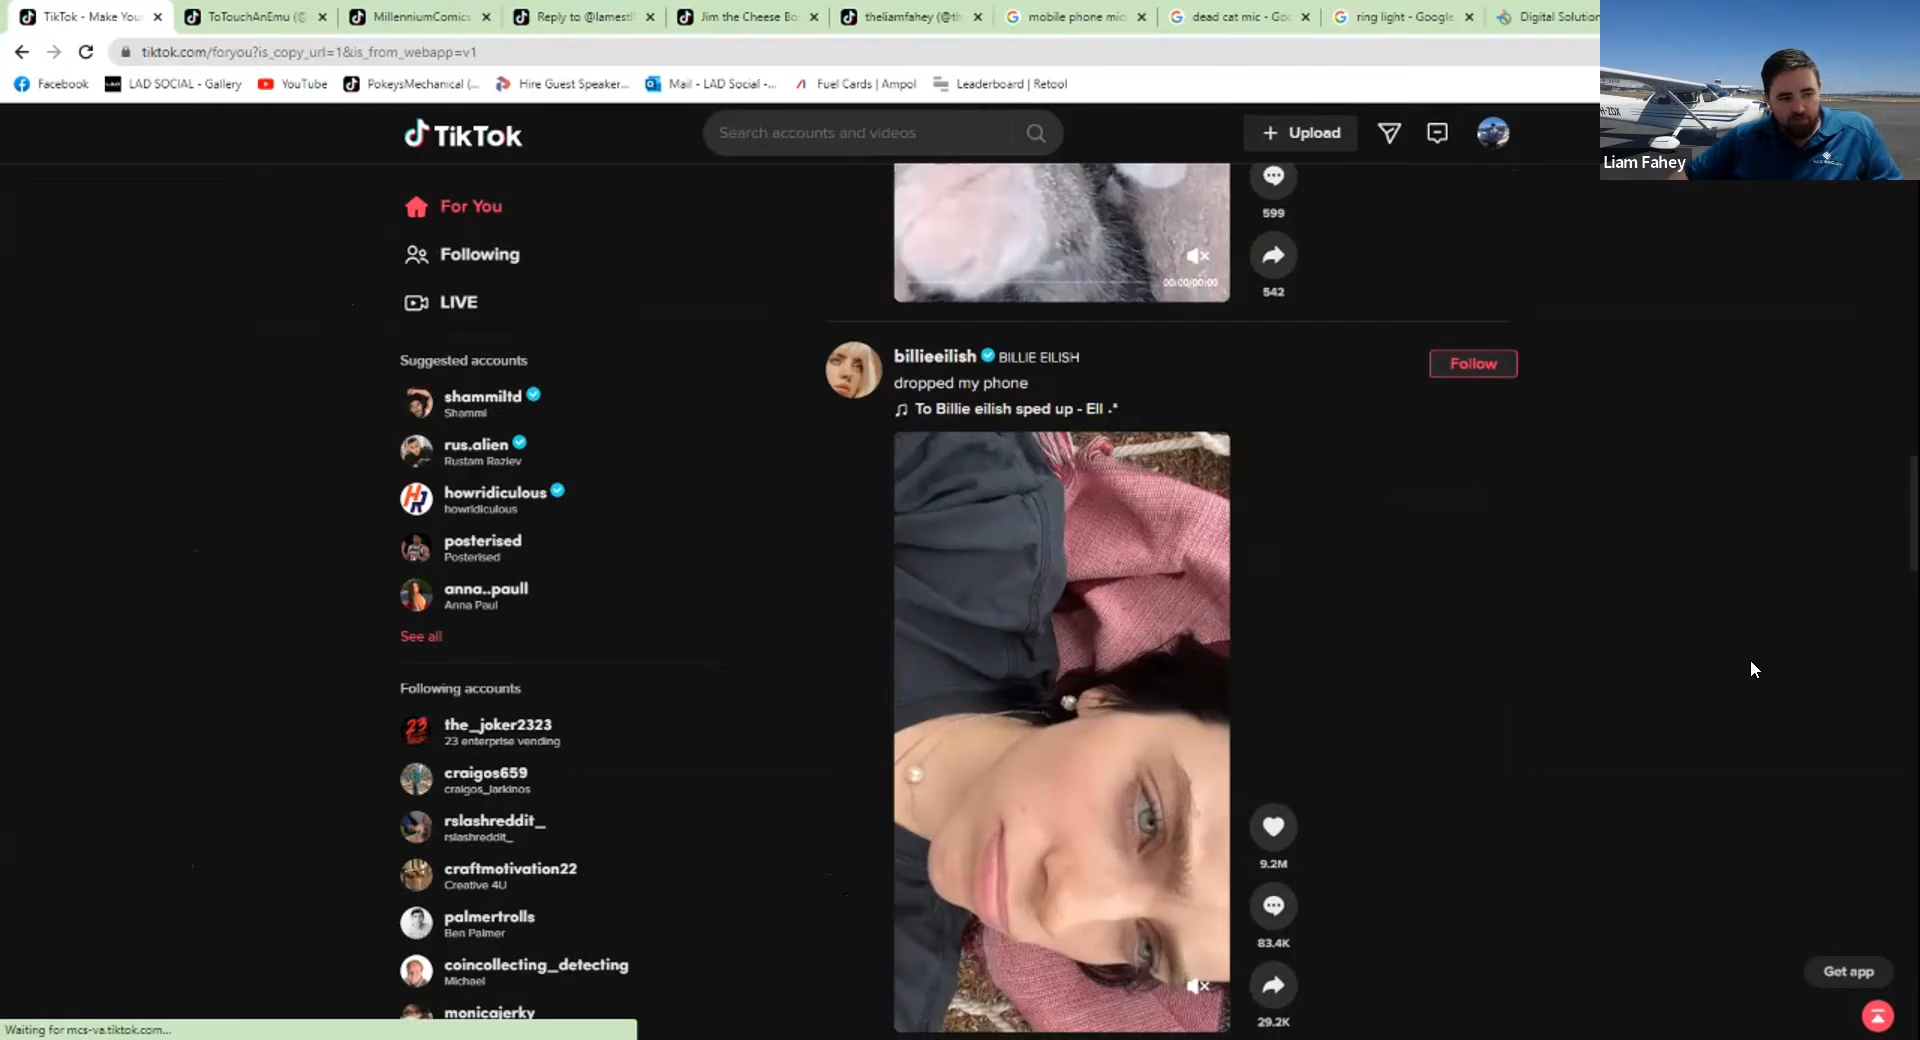 TikTok - Make Your
ToTouchAnEmu (@
MillenniumComics
Reply to @lamestll
Jim the Cheese Bo
theliamfahey (@th
mobile phone mic
dead cat mic - Goo
ring light - Google
Digital Solution
tiktok.com/foryou?is_copy_url=1&is_from_webapp=v1
Facebook
LAD SOCIAL - Gallery
YouTube
PokeysMechanical (...
Hire Guest Speaker...
Mail - LAD Social -...
Fuel Cards | Ampol
Leaderboard | Retool
Liam Fahey
TikTok
Search accounts and videos
Upload
For You
Following
LIVE
Suggested accounts
shammiltd
Shammi
rus.alien
Rustam Raziev
howridiculous
howridiculous
posterised
Posterised
anna..paull
Anna Paul
See all
Following accounts
the_joker2323
23 enterprise vending
craigos659
craigos_larkinos
rslashreddit_
rslashreddit_
craftmotivation22
Creative 4U
palmertrolls
Ben Palmer
coincollecting_detecting
Michael
monicajerky
599
00:00/00:00
542
billieeilish BILLIE EILISH
Follow
dropped my phone
To Billie eilish sped up - Ell .*
9.2M
83.4K
29.2K
Get app
Waiting for mcs-va.tiktok.com...